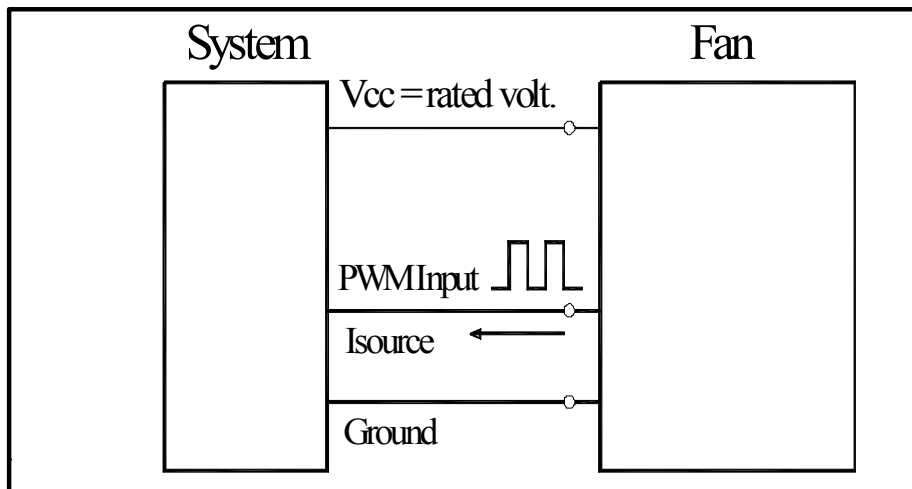 System
Fan
Vcc = rated volt.
PWM Input
Isource
Ground